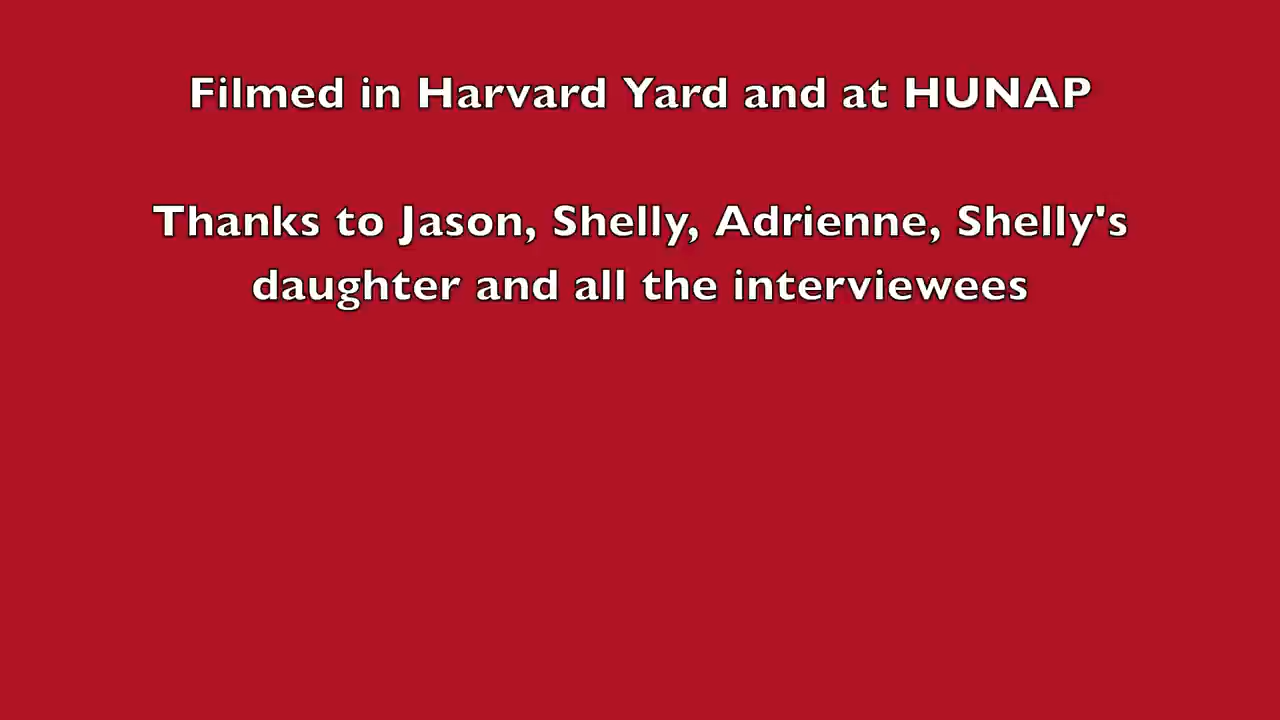 Filmed in Harvard Yard and at HUNAP
Thanks to Jason, Shelly, Adrienne, Shelly's
daughter and all the interviewees